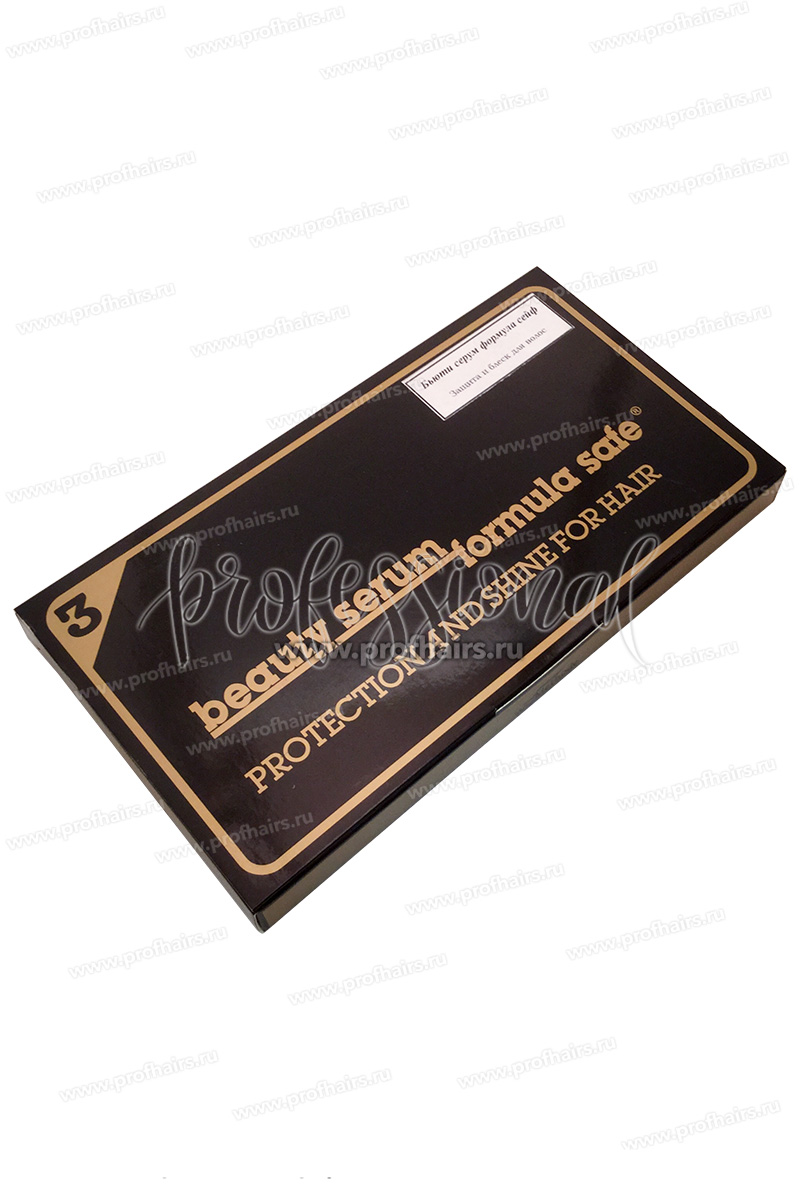 Бьюти серум формула сейф
Защита и блеск для волос
3
beauty serum formula safe®
PROTECTION AND SHINE FOR HAIR
professional
www.profhairs.ru